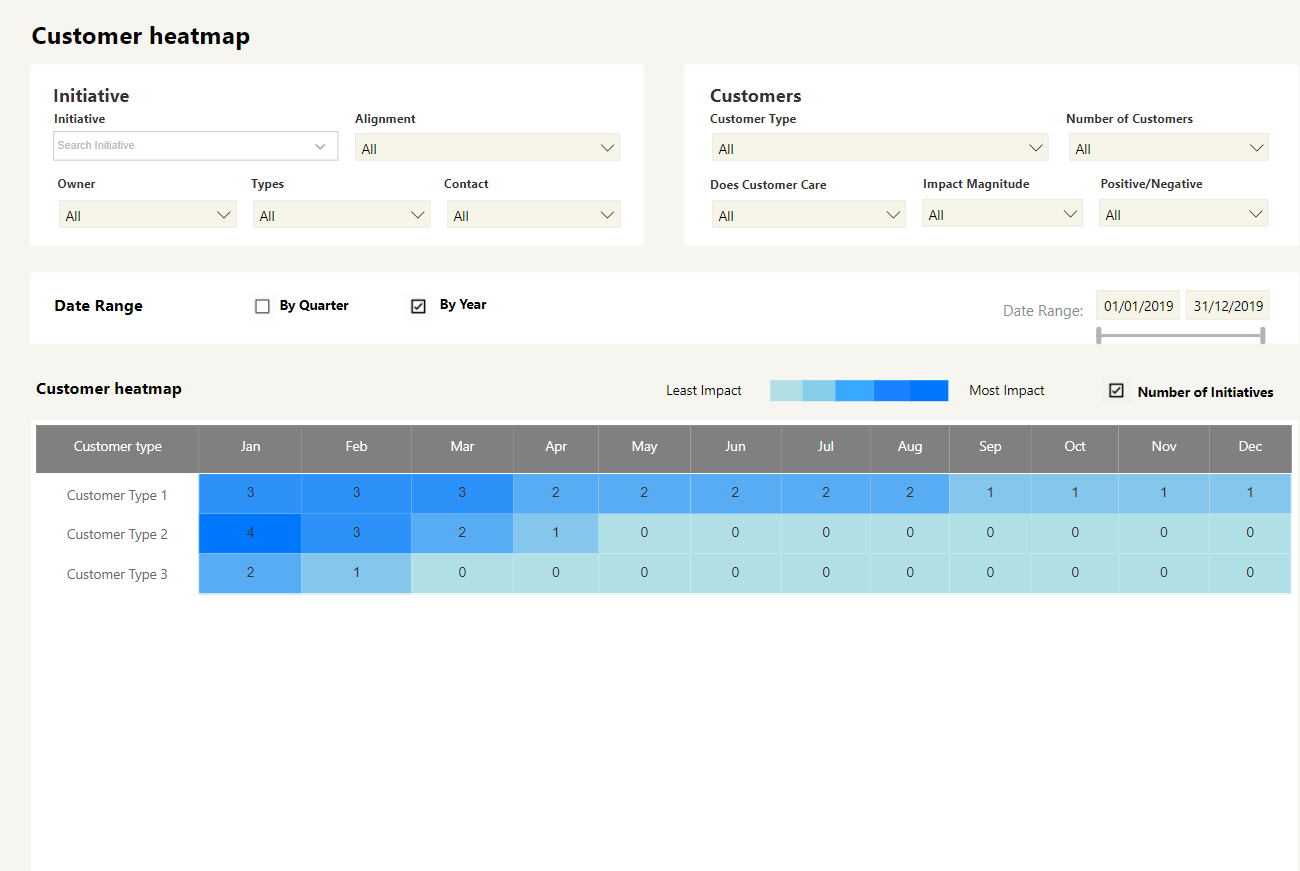 Customer heatmap
Initiative
Initiative
Alignment
Search Initiative
All
Owner
Types
Contact
All
All
All
Customers
Customer Type
Number of Customers
All
All
Does Customer Care
Impact Magnitude
Positive/Negative
All
All
All
Date Range
By Quarter
By Year
Date Range:
01/01/2019
31/12/2019
Customer heatmap
Least Impact
Most Impact
Number of Initiatives
Customer type Jan Feb Mar Apr May Jun Jul Aug Sep Oct Nov Dec
Customer Type 1 3 3 3 2 2 2 2 2 1 1 1 1
Customer Type 2 4 3 2 1 0 0 0 0 0 0 0 0
Customer Type 3 2 1 0 0 0 0 0 0 0 0 0 0